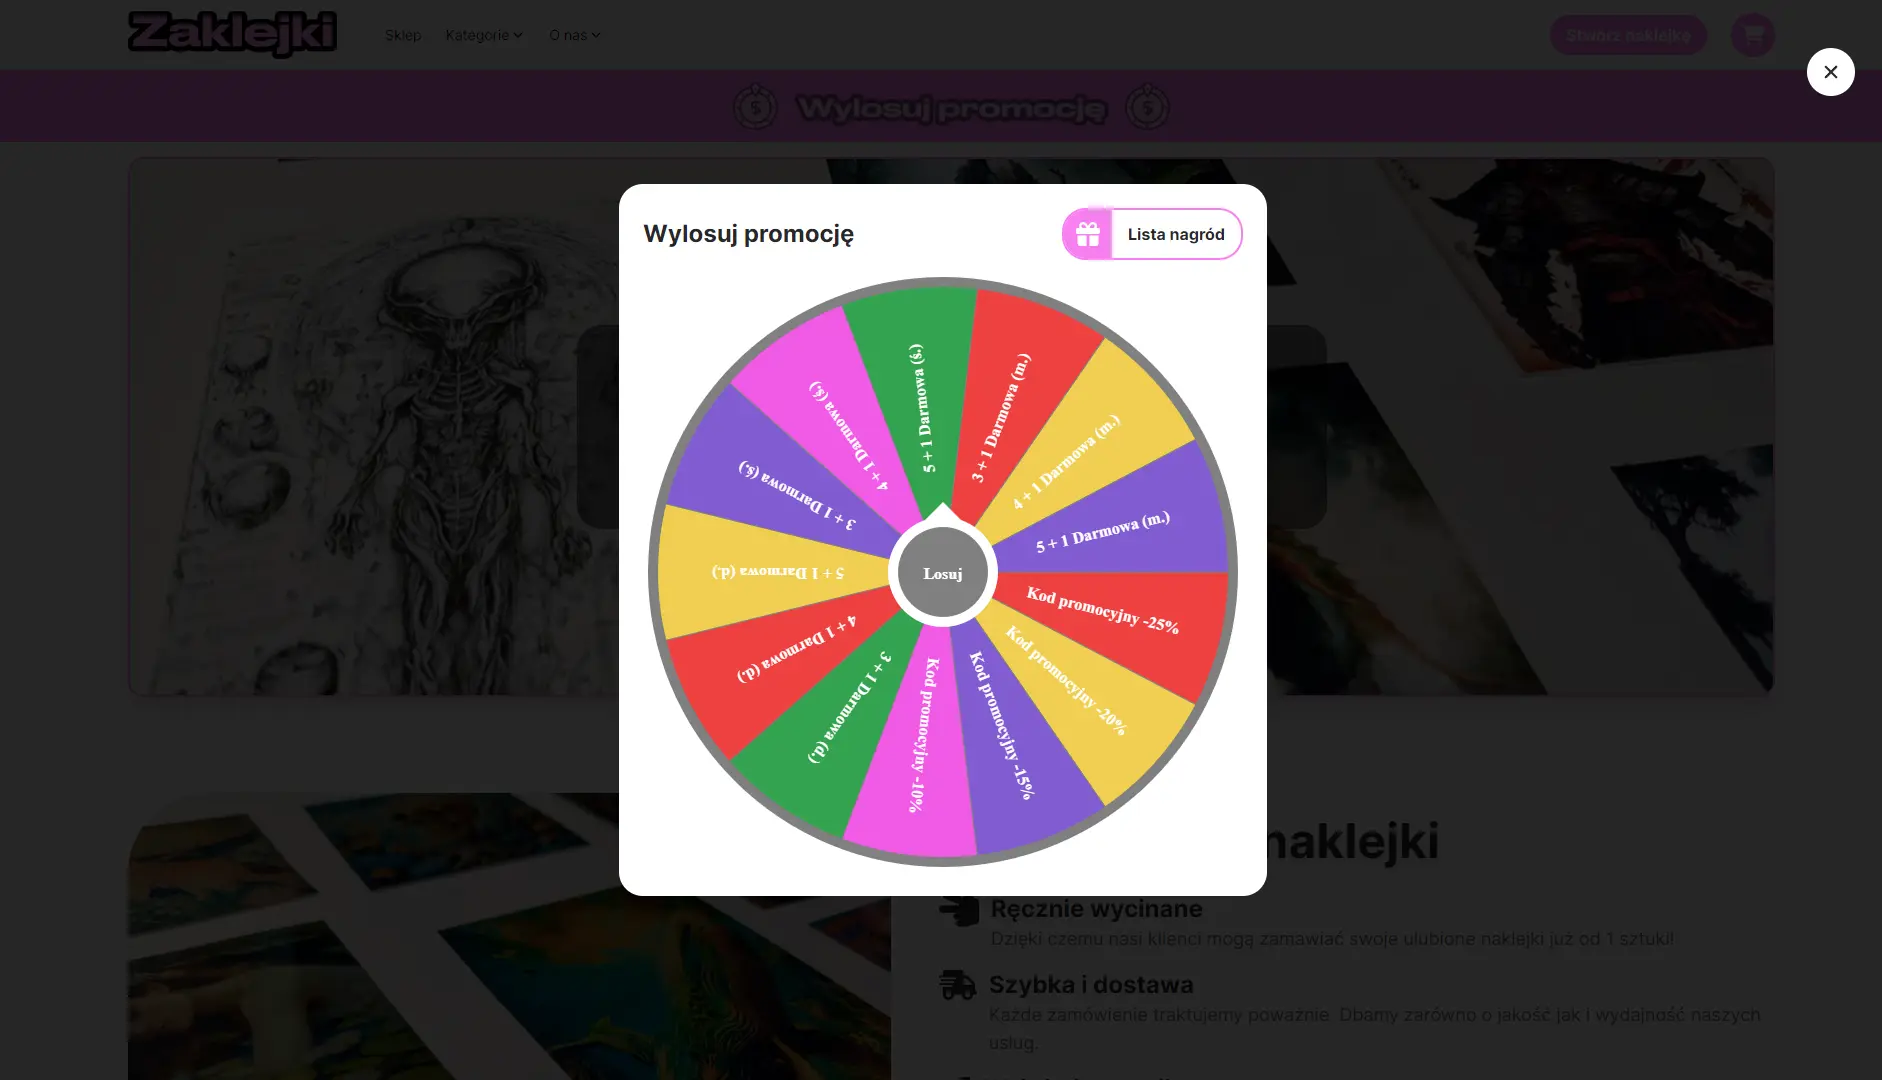 Zaklejki
Sklep
Kategorie
O nas
Stwórz naklejkę
Wylosuj promocję
Wylosuj promocję
Lista nagród
5 + 1 Darmowa (ś.)
3 + 1 Darmowa (m.)
4 + 1 Darmowa (m.)
5 + 1 Darmowa (m.)
Kod promocyjny -25%
Kod promocyjny -20%
Kod promocyjny -15%
Kod promocyjny -10%
3 + 1 Darmowa (d.)
4 + 1 Darmowa (d.)
5 + 1 Darmowa (d.)
3 + 1 Darmowa (ś.)
4 + 1 Darmowa (ś.)
Losuj
naklejki
Ręcznie wycinane
Dzięki czemu nasi klienci mogą zamawiać swoje ulubione naklejki już od 1 sztuki!
Szybka i dostawa
Każde zamówienie traktujemy poważnie. Dbamy zarówno o jakość jak i wydajność naszych
usług.